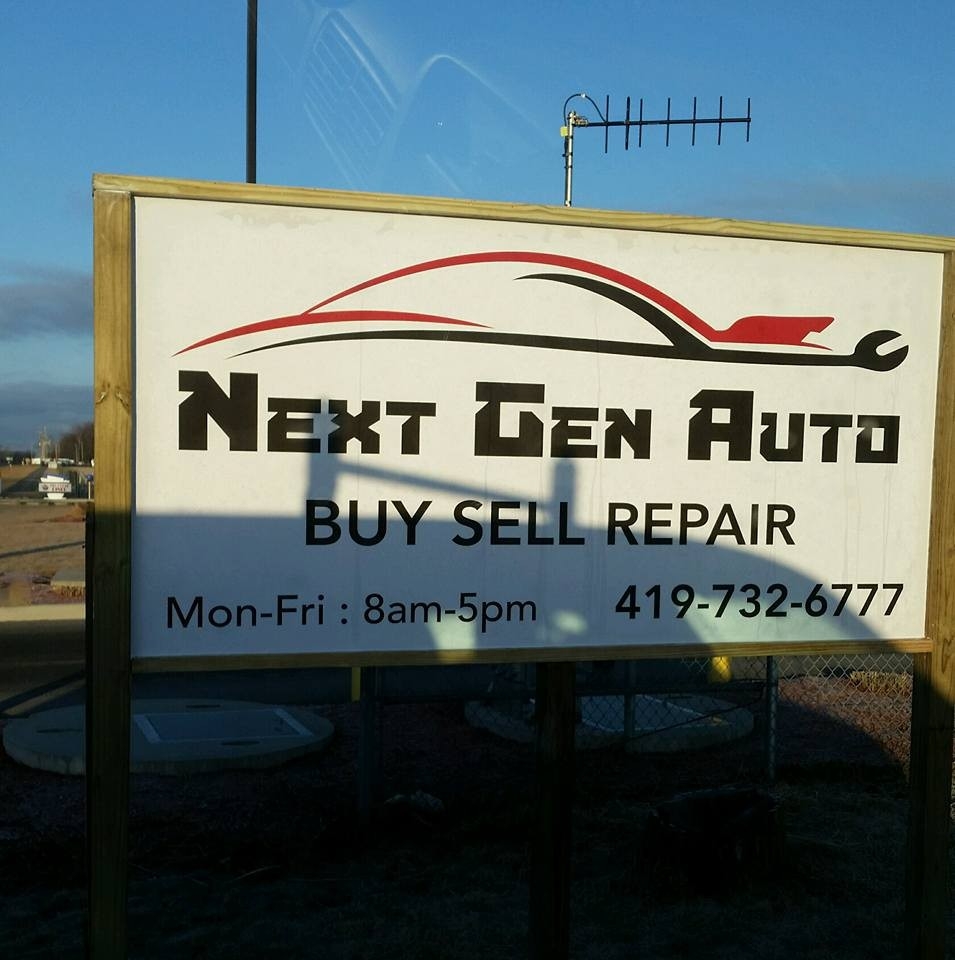 NEXT GEN AUTO
BUY SELL REPAIR
Mon-Fri : 8am-5pm 419-732-6777